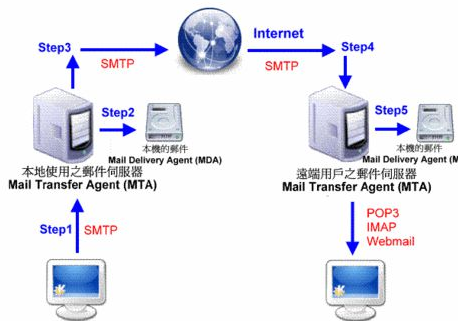 Step3
SMTP
Internet
SMTP
Step4
Step2
本機的郵件
Mail Delivery Agent (MDA)
Step5
本機的郵件
Mail Delivery Agent (M
本地使用之郵件伺服器
Mail Transfer Agent (MTA)
遠端用戶之郵件伺服器
Mail Transfer Agent (MTA)
Step1
SMTP
POP3
IMAP
Webmail